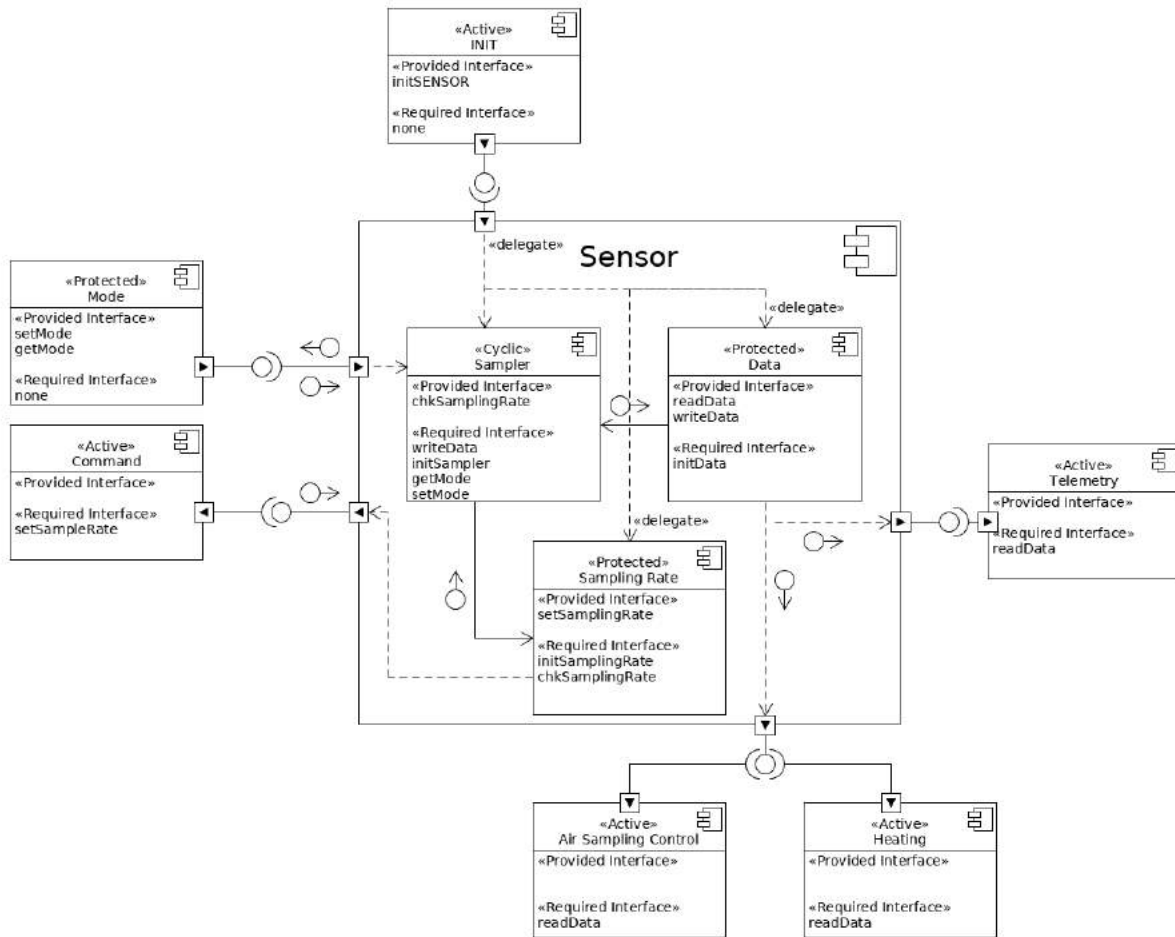 «Active»
INIT
«Provided Interface»
initSENSOR
«Required Interface»
none
«delegate»
Sensor
«Protected»
Mode
«Provided Interface»
setMode
getMode
«Required Interface»
none
«delegate»
«Cyclic»
Sampler
«Provided Interface»
chkSamplingRate
«Required Interface»
writeData
initSampler
getMode
setMode
«Protected»
Data
«Provided Interface»
readData
writeData
«Required Interface»
initData
«Active»
Command
«Provided Interface»
«Required Interface»
setSampleRate
«Active»
Telemetry
«Provided Interface»
«Required Interface»
readData
«delegate»
«Protected»
Sampling Rate
«Provided Interface»
setSamplingRate
«Required Interface»
initSamplingRate
chkSamplingRate
«Active»
Air Sampling Control
«Provided Interface»
«Required Interface»
readData
«Active»
Heating
«Provided Interface»
«Required Interface»
readData